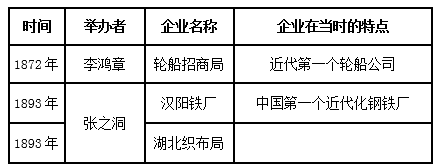 时间 举办者 企业名称 企业在当时的特点
1872年 李鸿章 轮船招商局 近代第一个轮船公司
1893年 张之洞 汉阳铁厂 中国第一个近代化钢铁厂
1893年 湖北织布局